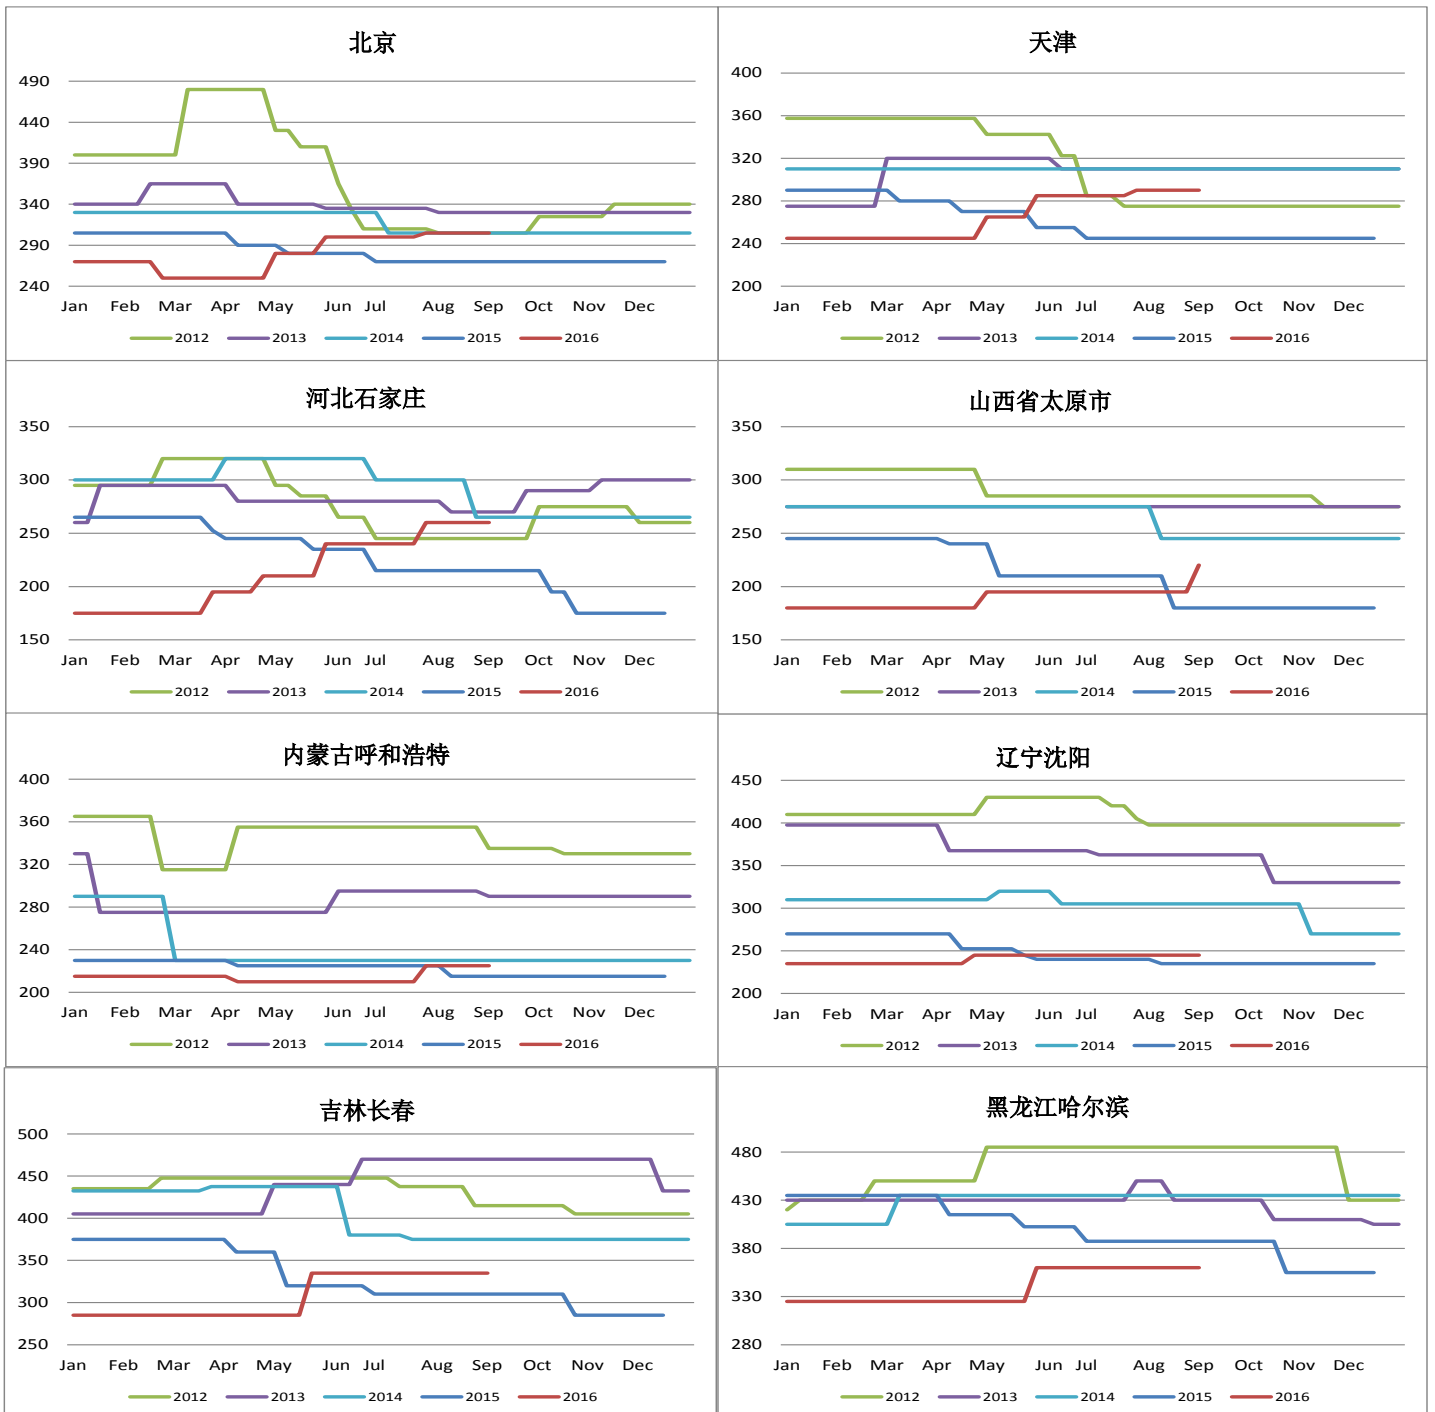 北京
490
440
390
340
290
240
Jan Feb Mar Apr May Jun Jul Aug Sep Oct Nov Dec
2012 2013 2014 2015 2016
天津
400
360
320
280
240
200
Jan Feb Mar Apr May Jun Jul Aug Sep Oct Nov Dec
2012 2013 2014 2015 2016
河北石家庄
350
300
250
200
150
Jan Feb Mar Apr May Jun Jul Aug Sep Oct Nov Dec
2012 2013 2014 2015 2016
山西省太原市
350
300
250
200
150
Jan Feb Mar Apr May Jun Jul Aug Sep Oct Nov Dec
2012 2013 2014 2015 2016
内蒙古呼和浩特
400
360
320
280
240
200
Jan Feb Mar Apr May Jun Jul Aug Sep Oct Nov Dec
2012 2013 2014 2015 2016
辽宁沈阳
450
400
350
300
250
200
Jan Feb Mar Apr May Jun Jul Aug Sep Oct Nov Dec
2012 2013 2014 2015 2016
吉林长春
500
450
400
350
300
250
Jan Feb Mar Apr May Jun Jul Aug Sep Oct Nov Dec
2012 2013 2014 2015 2016
黑龙江哈尔滨
480
430
380
330
280
Jan Feb Mar Apr May Jun Jul Aug Sep Oct Nov Dec
2012 2013 2014 2015 2016